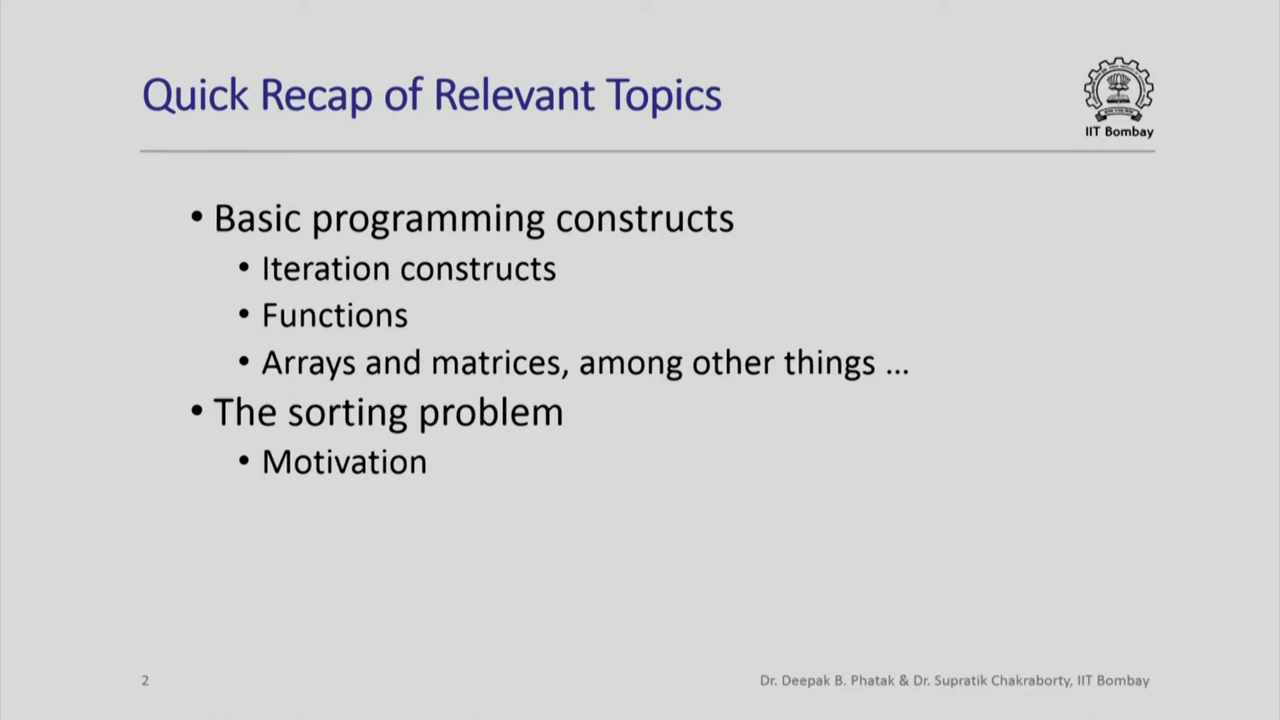 Quick Recap of Relevant Topics
IIT Bombay
• Basic programming constructs
• Iteration constructs
• Functions
• Arrays and matrices, among other things ...
• The sorting problem
• Motivation
2
Dr. Deepak B. Phatak & Dr. Supratik Chakraborty, IIT Bombay